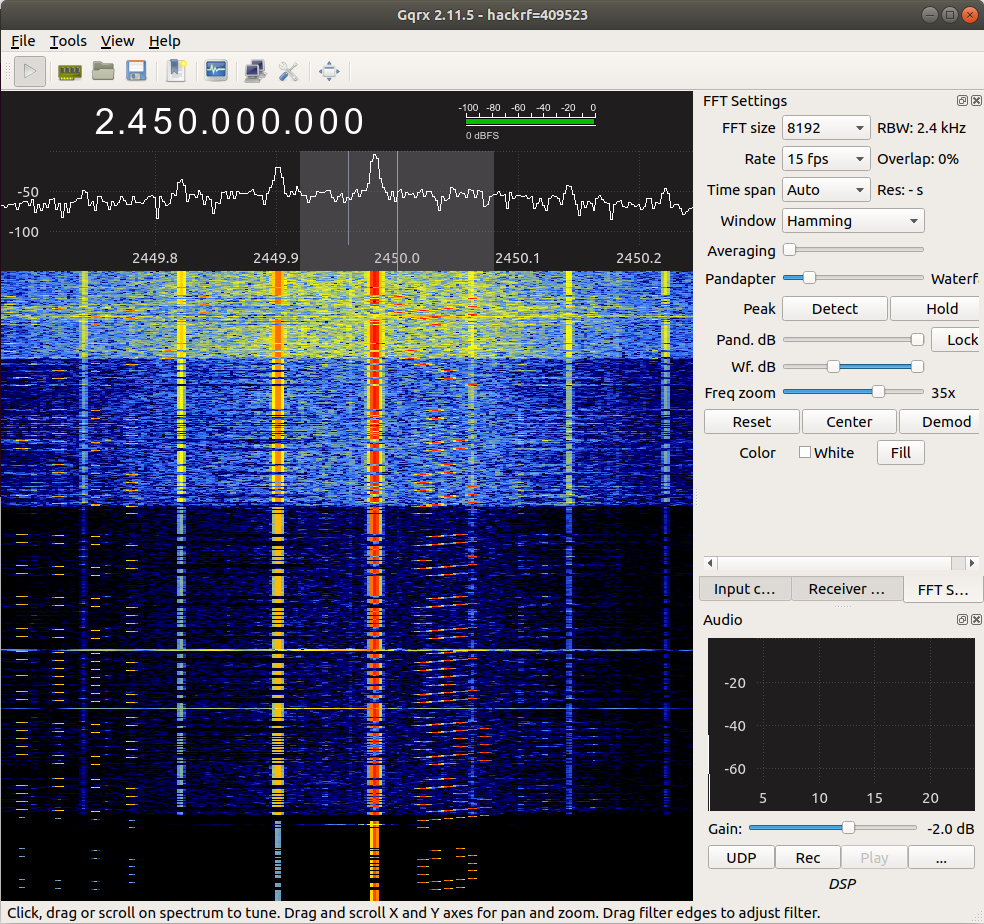 Gqrx 2.11.5 - hackrf=409523
File Tools View Help
2.450.000.000
-100 -80 -60 -40 -20 0
0 dBFS
-50
-100
2449.8 2449.9 2450.0 2450.1 2450.2
FFT Settings
FFT size 8192 RBW: 2.4 kHz
Rate 15 fps Overlap: 0%
Time span Auto Res: - s
Window Hamming
Averaging
Pandapter Waterf
Peak Detect Hold
Pand. dB Lock
Wf. dB
Freq zoom 35x
Reset Center Demod
Color White Fill
Input c... Receiver ... FFT S...
Audio
-20
-40
-60
5 10 15 20
Gain: -2.0 dB
UDP Rec Play ...
DSP
Click, drag or scroll on spectrum to tune. Drag and scroll X and Y axes for pan and zoom. Drag filter edges to adjust filter.